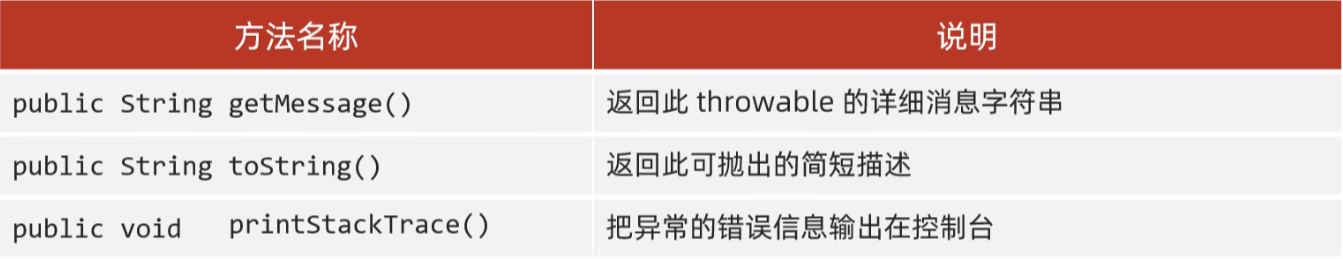 方法名称 说明
public String getMessage() 返回此 throwable 的详细消息字符串
public String toString() 返回此可抛出的简短描述
public void printStackTrace() 把异常的错误信息输出在控制台